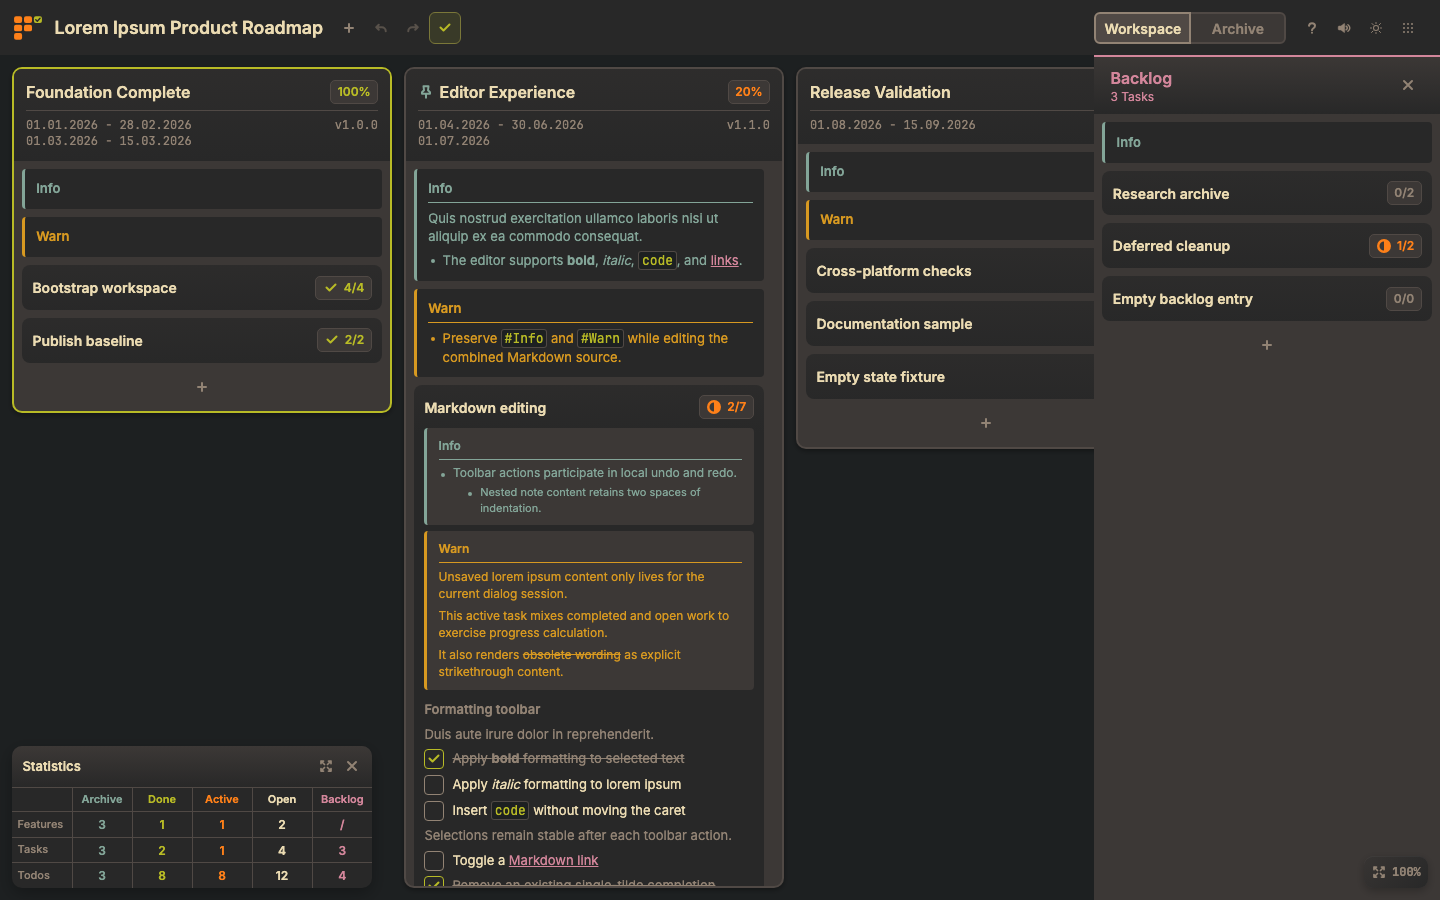 Lorem Ipsum Product Roadmap
Workspace
Archive
?
Foundation Complete
100%
01.01.2026 - 28.02.2026
v1.0.0
01.03.2026 - 15.03.2026
Info
Warn
Bootstrap workspace
4/4
Publish baseline
2/2
+
Editor Experience
20%
01.04.2026 - 30.06.2026
v1.1.0
01.07.2026
Info
Quis nostrud exercitation ullamco laboris nisi ut
aliquip ex ea commodo consequat.
• The editor supports bold, italic, code, and links.
Warn
• Preserve #Info and #Warn while editing the
combined Markdown source.
Markdown editing
2/7
Info
• Toolbar actions participate in local undo and redo.
• Nested note content retains two spaces of
indentation.
Warn
Unsaved lorem ipsum content only lives for the
current dialog session.
This active task mixes completed and open work to
exercise progress calculation.
It also renders obsolete wording as explicit
strikethrough content.
Formatting toolbar
Duis aute irure dolor in reprehenderit.
Apply bold formatting to selected text
Apply italic formatting to lorem ipsum
Insert code without moving the caret
Selections remain stable after each toolbar action.
Toggle a Markdown link
Remove an existing single-tilde completion
Release Validation
01.08.2026 - 15.09.2026
Info
Warn
Cross-platform checks
Documentation sample
Empty state fixture
+
Backlog
3 Tasks
Info
Research archive
0/2
Deferred cleanup
1/2
Empty backlog entry
0/0
+
Statistics
Archive Done Active Open Backlog
Features 3 1 1 2 /
Tasks 3 2 1 4 3
Todos 3 8 8 12 4
100%